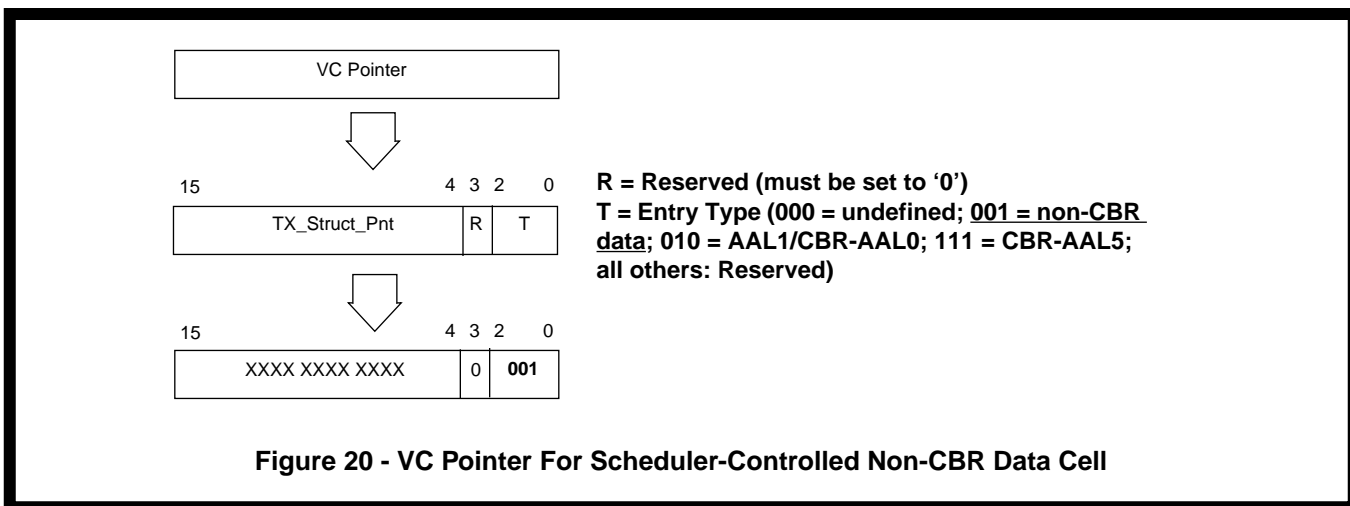 VC Pointer
15 4 3 2 0
TX_Struct_Pnt R T
R = Reserved (must be set to ‘0’)
T = Entry Type (000 = undefined; 001 = non-CBR
data; 010 = AAL1/CBR-AAL0; 111 = CBR-AAL5;
all others: Reserved)
15 4 3 2 0
XXXX XXXX XXXX 0 001
Figure 20 - VC Pointer For Scheduler-Controlled Non-CBR Data Cell